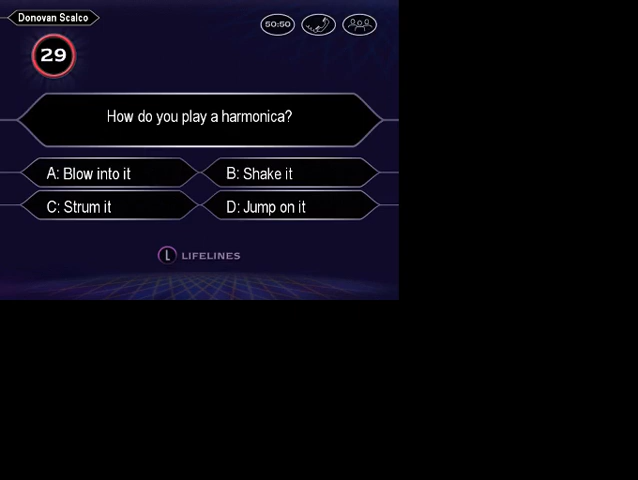 Donovan Scalco
50:50
29
How do you play a harmonica?
A: Blow into it
B: Shake it
C: Strum it
D: Jump on it
L LIFELINES